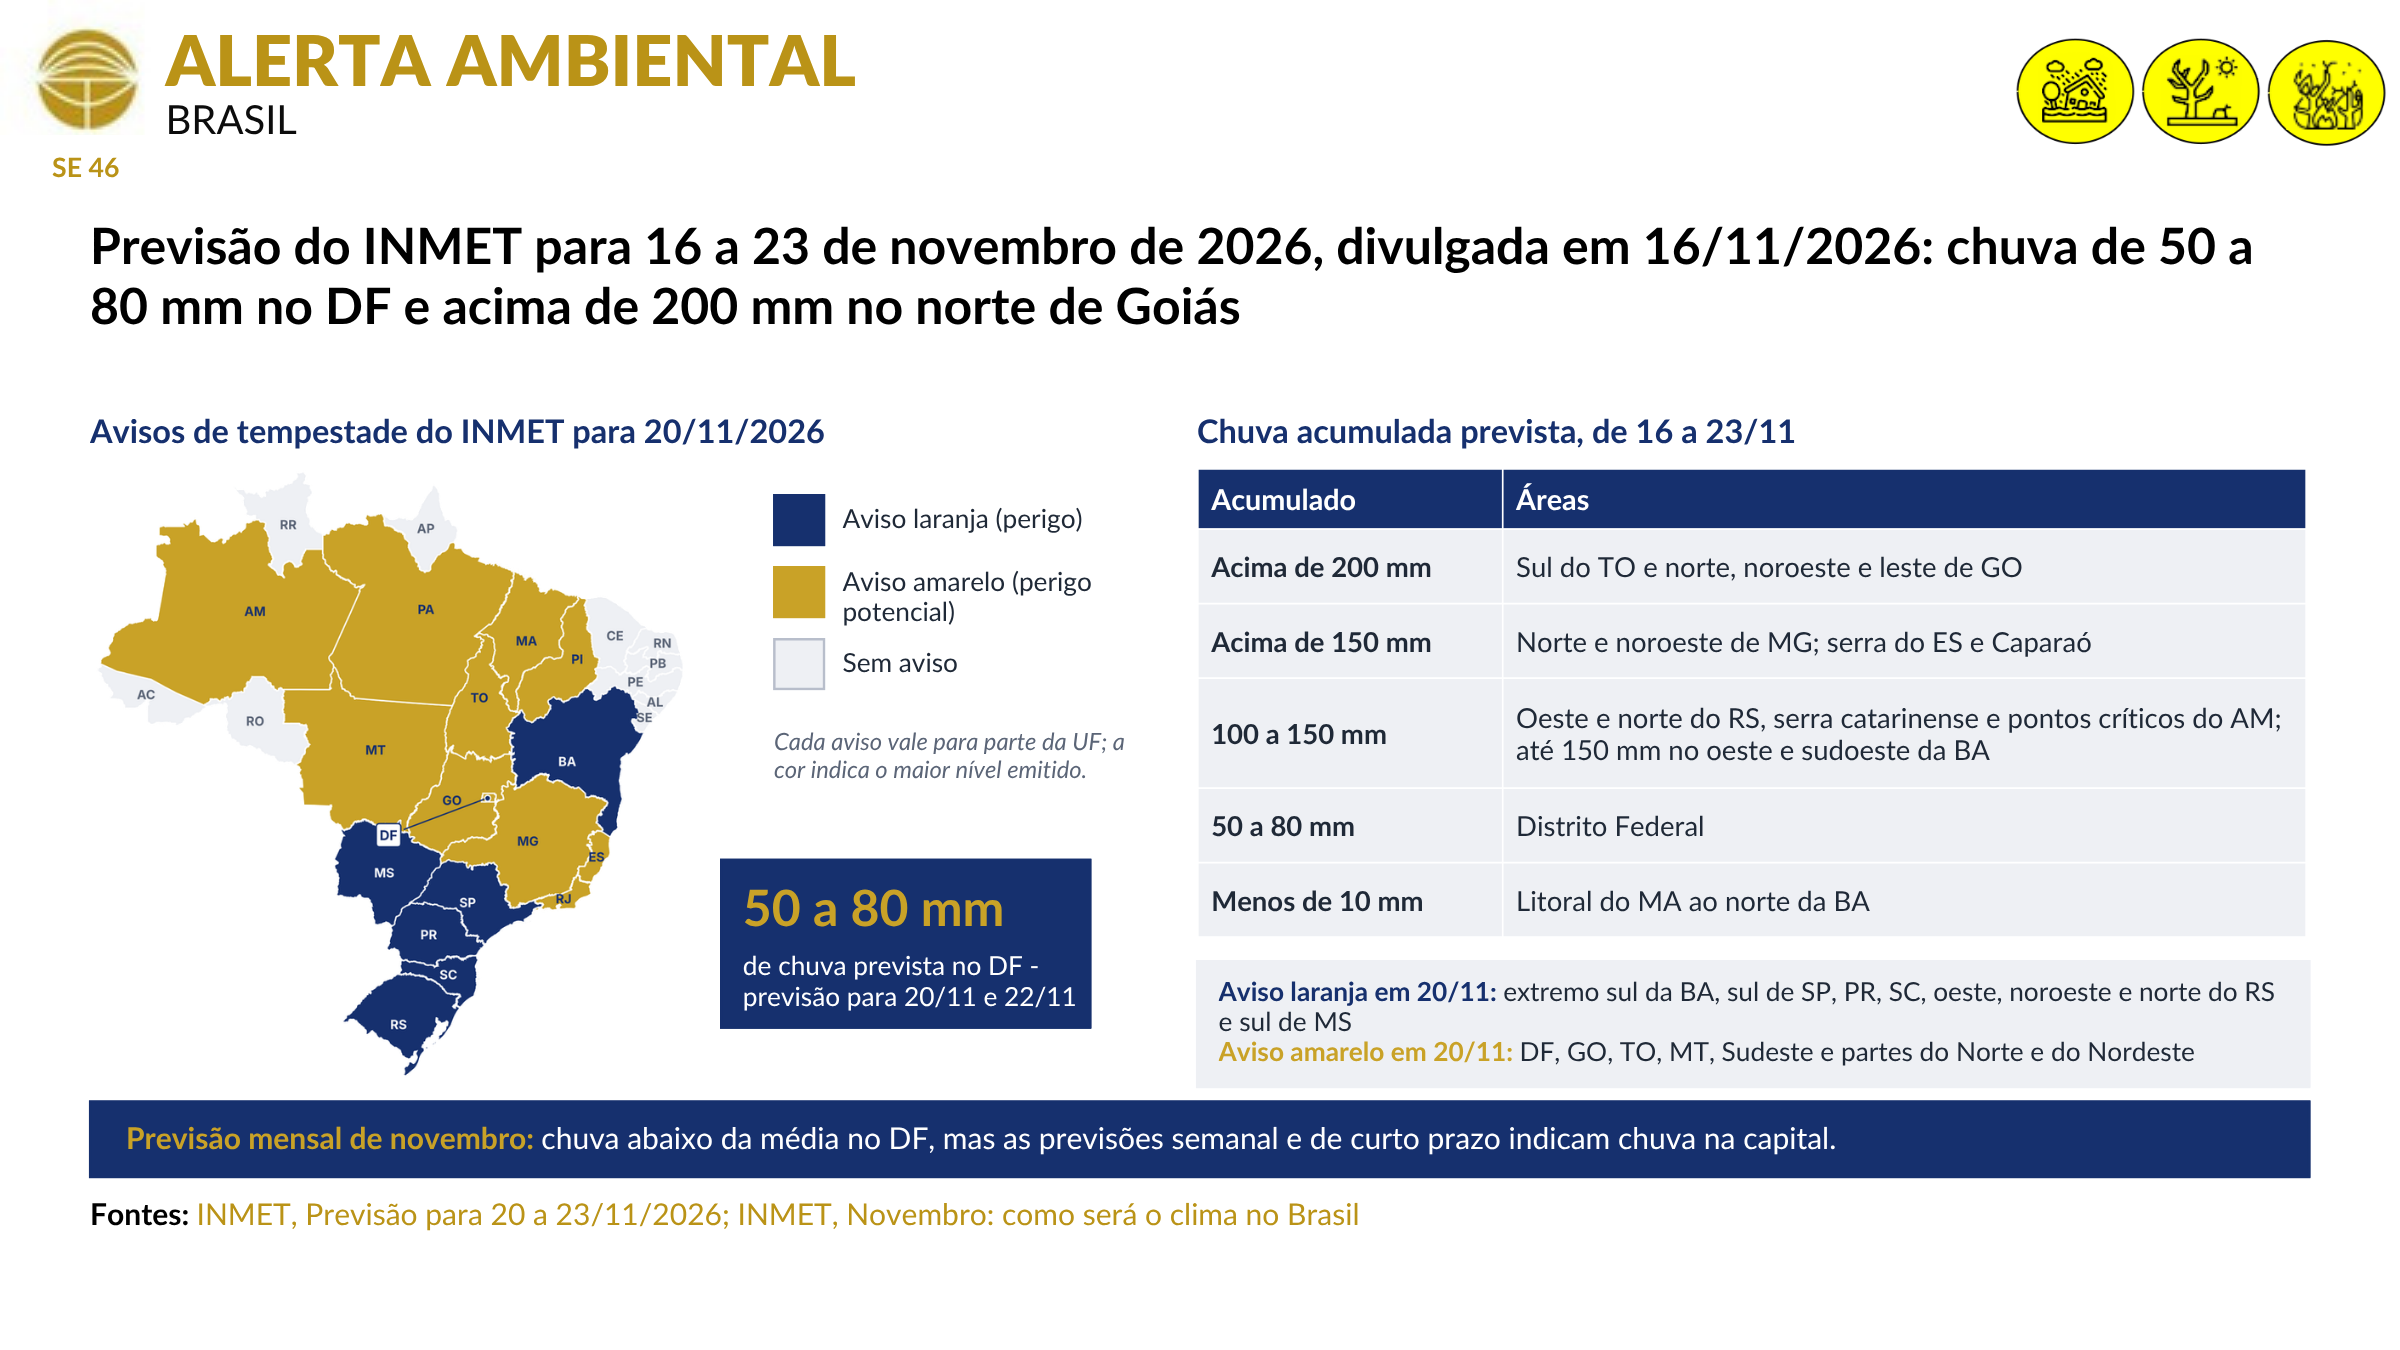 ALERTA AMBIENTAL
BRASIL
SE 46
Previsão do INMET para 16 a 23 de novembro de 2026, divulgada em 16/11/2026: chuva de 50 a
80 mm no DF e acima de 200 mm no norte de Goiás
Avisos de tempestade do INMET para 20/11/2026
RR
AP
AM
PA
MA
PI
CE
RN
PB
PE
AL
SE
AC
RO
TO
MT
BA
GO
DF
MG
ES
MS
SP
RJ
PR
SC
RS
Aviso laranja (perigo)
Aviso amarelo (perigo
potencial)
Sem aviso
Cada aviso vale para parte da UF; a
cor indica o maior nível emitido.
50 a 80 mm
de chuva prevista no DF -
previsão para 20/11 e 22/11
Chuva acumulada prevista, de 16 a 23/11
Acumulado Áreas
Acima de 200 mm Sul do TO e norte, noroeste e leste de GO
Acima de 150 mm Norte e noroeste de MG; serra do ES e Caparaó
100 a 150 mm Oeste e norte do RS, serra catarinense e pontos críticos do AM;
até 150 mm no oeste e sudoeste da BA
50 a 80 mm Distrito Federal
Menos de 10 mm Litoral do MA ao norte da BA
Aviso laranja em 20/11: extremo sul da BA, sul de SP, PR, SC, oeste, noroeste e norte do RS
e sul de MS
Aviso amarelo em 20/11: DF, GO, TO, MT, Sudeste e partes do Norte e do Nordeste
Previsão mensal de novembro: chuva abaixo da média no DF, mas as previsões semanal e de curto prazo indicam chuva na capital.
Fontes: INMET, Previsão para 20 a 23/11/2026; INMET, Novembro: como será o clima no Brasil